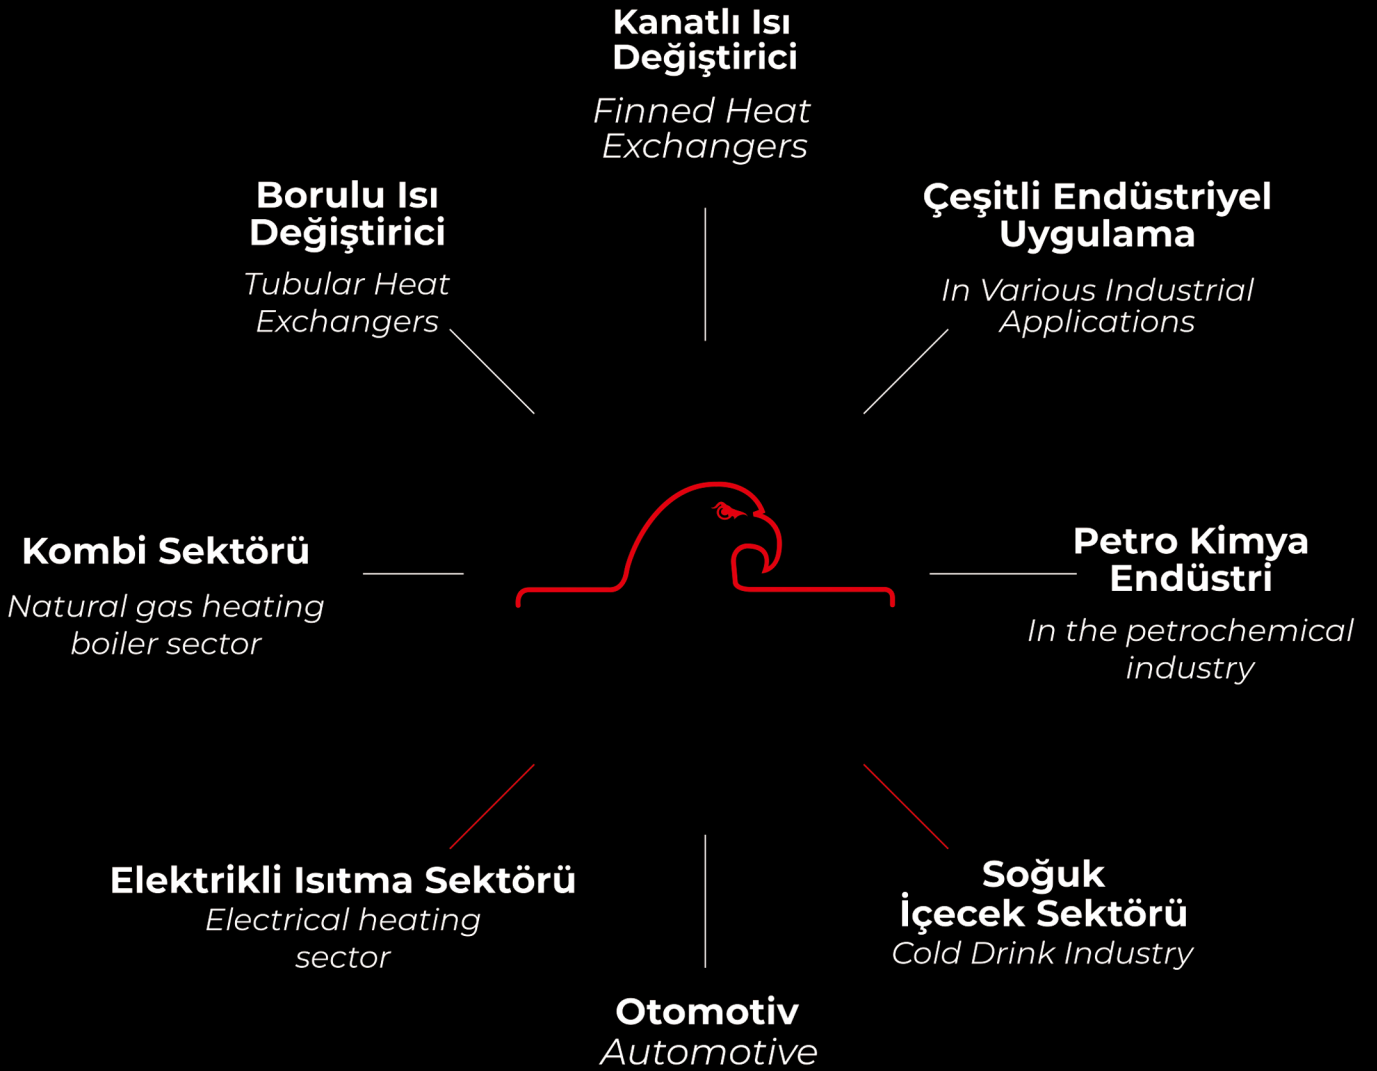 Kanatlı Isı
Değiştirici
Finned Heat
Exchangers
Borulu Isı
Değiştirici
Tubular Heat
Exchangers
Çeşitli Endüstriyel
Uygulama
In Various Industrial
Applications
Kombi Sektörü
Natural gas heating
boiler sector
Petro Kimya
Endüstri
In the petrochemical
industry
Elektrikli Isıtma Sektörü
Electrical heating
sector
Soğuk
İçecek Sektörü
Cold Drink Industry
Otomotiv
Automotive